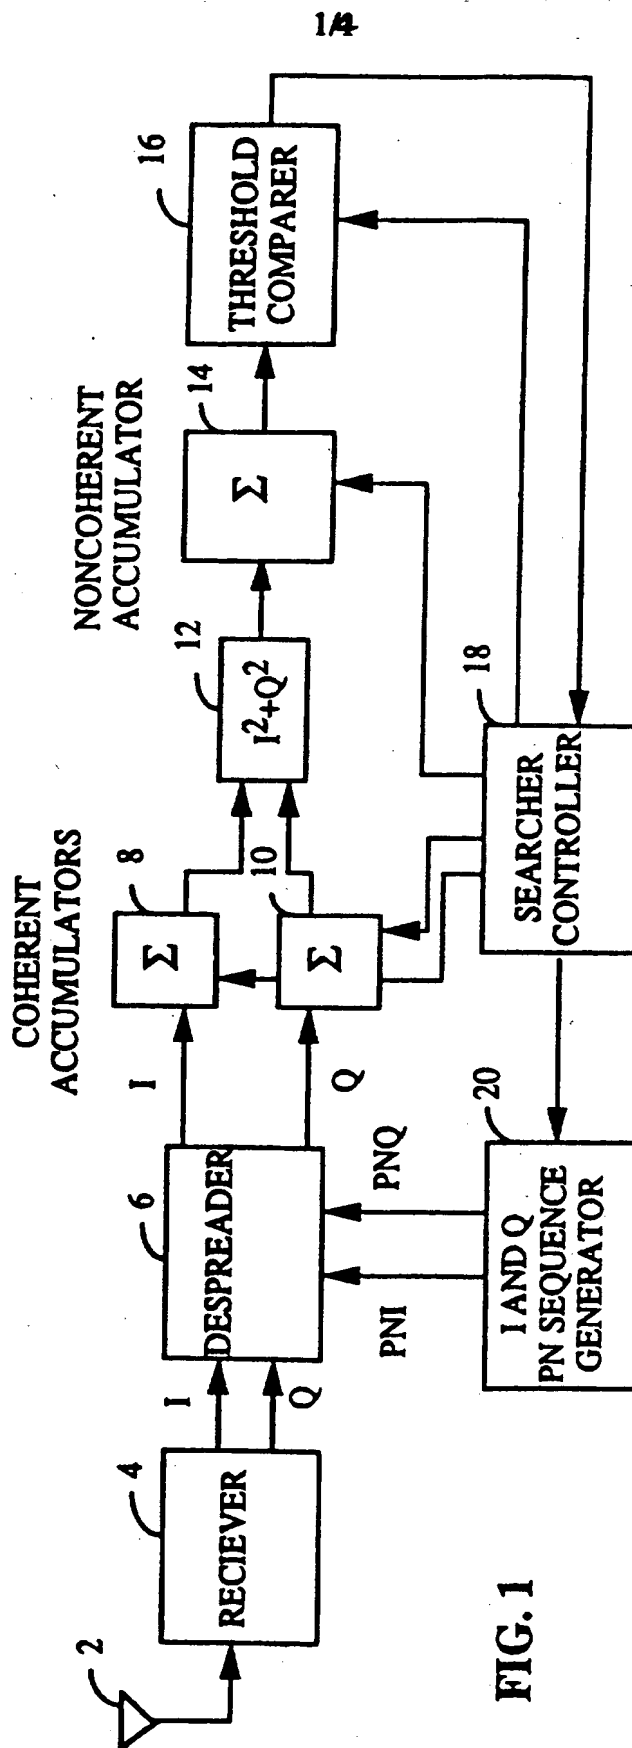 1/4
2
4
RECIEVER
I
Q
6
DESPREADER
PNI
PNQ
I
Q
COHERENT
ACCUMULATORS
8
Σ
10
Σ
12
I²+Q²
NONCOHERENT
ACCUMULATOR
14
Σ
16
THRESHOLD
COMPARER
18
SEARCHER
CONTROLLER
20
I AND Q
PN SEQUENCE
GENERATOR
FIG. 1